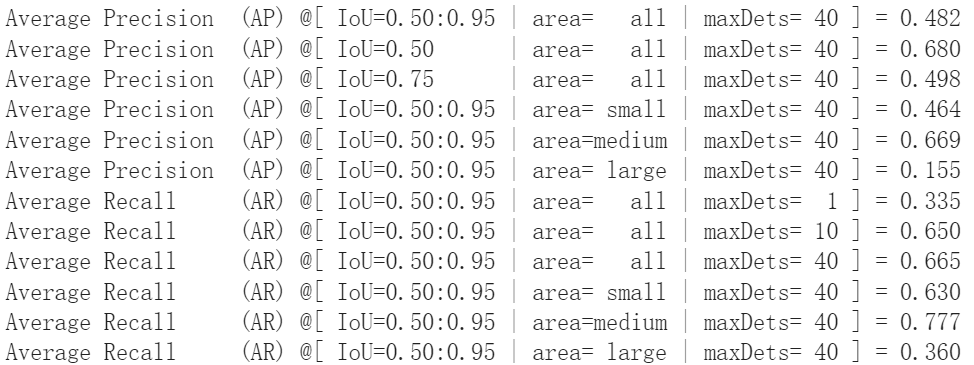 Average Precision  (AP) @[ IoU=0.50:0.95 | area=   all | maxDets= 40 ] = 0.482
Average Precision  (AP) @[ IoU=0.50      | area=   all | maxDets= 40 ] = 0.680
Average Precision  (AP) @[ IoU=0.75      | area=   all | maxDets= 40 ] = 0.498
Average Precision  (AP) @[ IoU=0.50:0.95 | area= small | maxDets= 40 ] = 0.464
Average Precision  (AP) @[ IoU=0.50:0.95 | area=medium | maxDets= 40 ] = 0.669
Average Precision  (AP) @[ IoU=0.50:0.95 | area= large | maxDets= 40 ] = 0.155
Average Recall     (AR) @[ IoU=0.50:0.95 | area=   all | maxDets=  1 ] = 0.335
Average Recall     (AR) @[ IoU=0.50:0.95 | area=   all | maxDets= 10 ] = 0.650
Average Recall     (AR) @[ IoU=0.50:0.95 | area=   all | maxDets= 40 ] = 0.665
Average Recall     (AR) @[ IoU=0.50:0.95 | area= small | maxDets= 40 ] = 0.630
Average Recall     (AR) @[ IoU=0.50:0.95 | area=medium | maxDets= 40 ] = 0.777
Average Recall     (AR) @[ IoU=0.50:0.95 | area= large | maxDets= 40 ] = 0.360